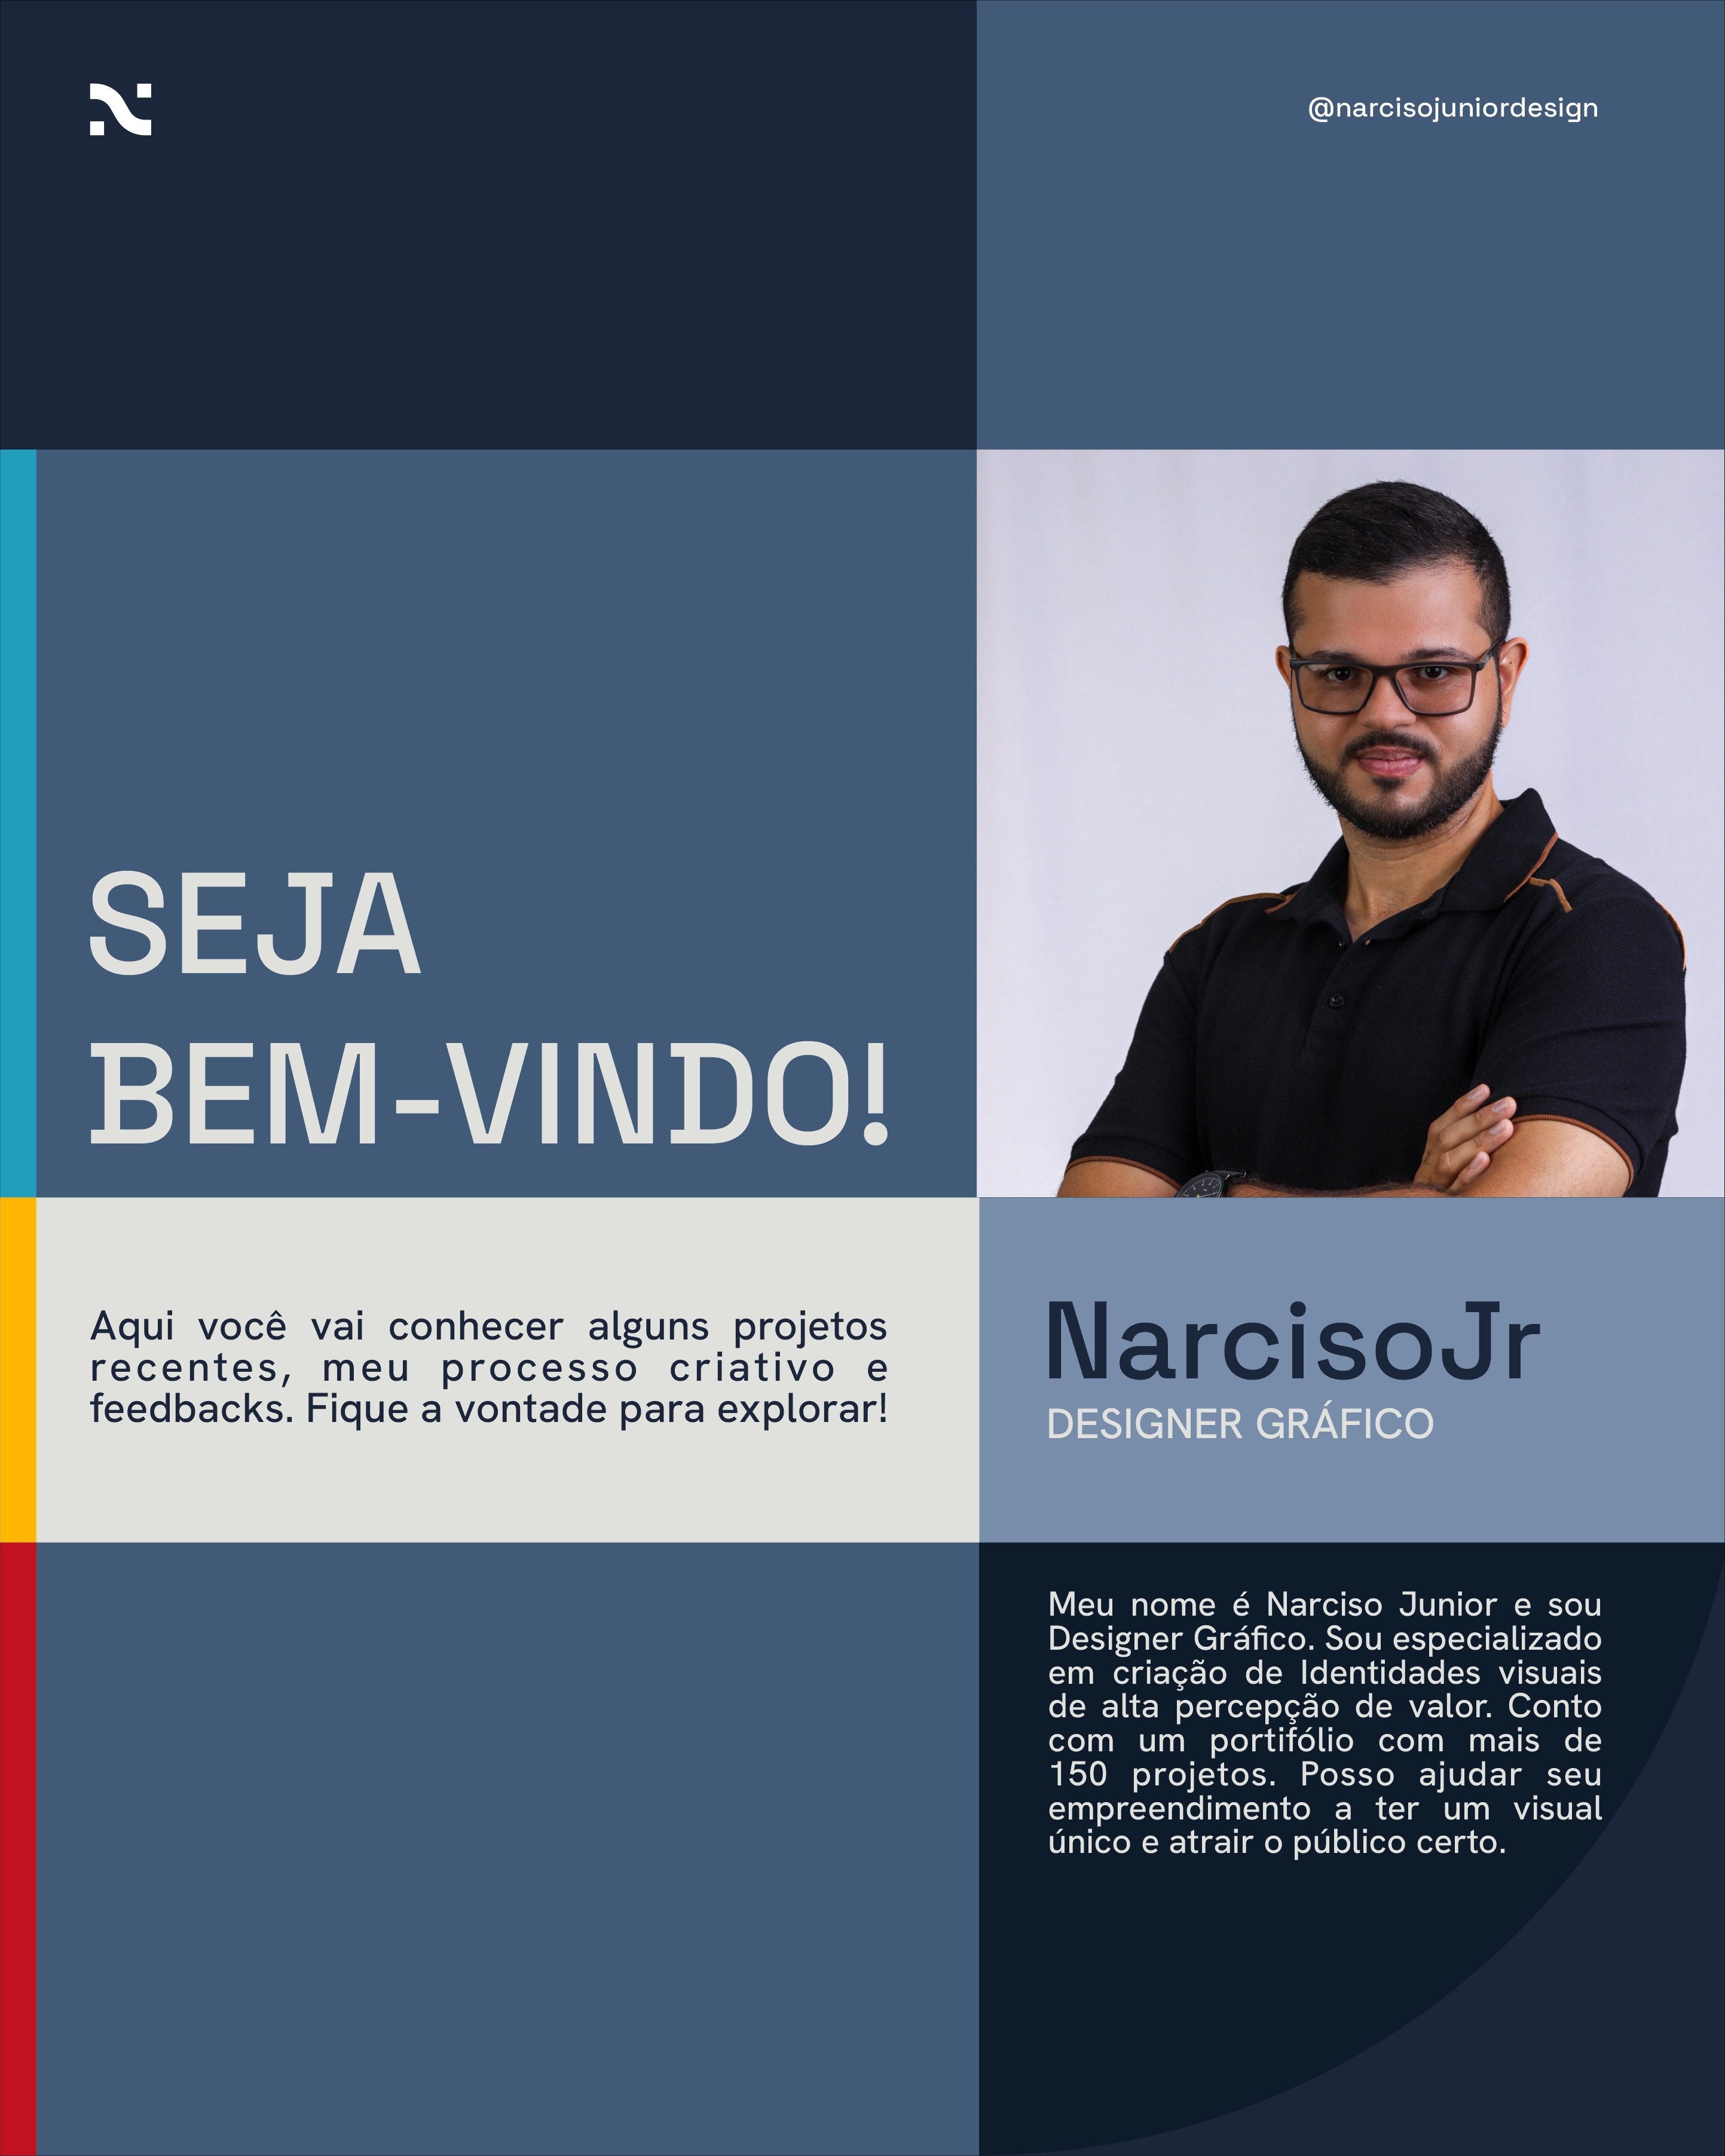 @narcisojuniordesign
SEJA
BEM-VINDO!
Aqui você vai conhecer alguns projetos
recentes, meu processo criativo e
feedbacks. Fique a vontade para explorar!
NarcisoJr
DESIGNER GRÁFICO
Meu nome é Narciso Junior e sou
Designer Gráfico. Sou especializado
em criação de Identidades visuais
de alta percepção de valor. Conto
com um portifólio com mais de
150 projetos. Posso ajudar seu
empreendimento a ter um visual
único e atrair o público certo.